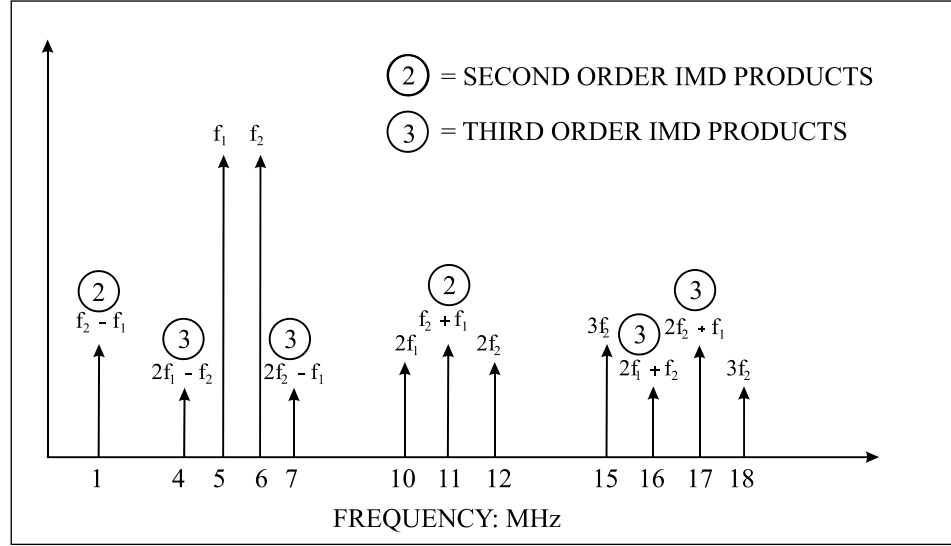 ② = SECOND ORDER IMD PRODUCTS
③ = THIRD ORDER IMD PRODUCTS
f₁ f₂
② ② ③
f₂ - f₁ f₂ + f₁ 3f₂ ③ 2f₂ + f₁
③ ③ 2f₁ 2f₂
2f₁ - f₂ 2f₂ - f₁ 2f₁ + f₂ 3f₂
1 4 5 6 7 10 11 12 15 16 17 18
FREQUENCY: MHz